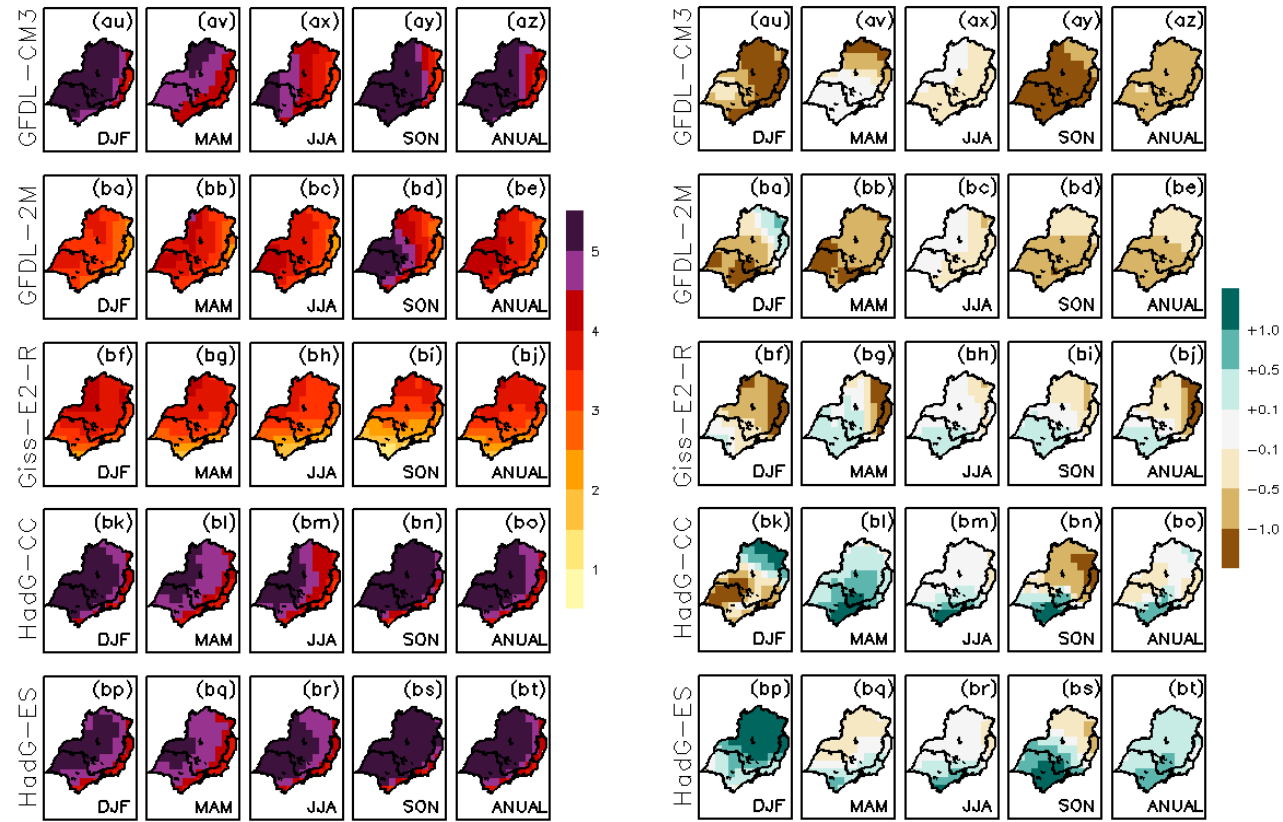 GFDL-CM3
(au) (av) (ax) (ay) (az)
DJF MAM JJA SON ANUAL
GFDL-CM3
(au) (av) (ax) (ay) (az)
DJF MAM JJA SON ANUAL
GFDL-2M
(ba) (bb) (bc) (bd) (be)
DJF MAM JJA SON ANUAL
GFDL-2M
(ba) (bb) (bc) (bd) (be)
DJF MAM JJA SON ANUAL
Giss-E2-R
(bf) (bg) (bh) (bi) (bj)
DJF MAM JJA SON ANUAL
Giss-E2-R
(bf) (bg) (bh) (bi) (bj)
DJF MAM JJA SON ANUAL
HadG-CC
(bk) (bl) (bm) (bn) (bo)
DJF MAM JJA SON ANUAL
HadG-CC
(bk) (bl) (bm) (bn) (bo)
DJF MAM JJA SON ANUAL
HadG-ES
(bp) (bq) (br) (bs) (bt)
DJF MAM JJA SON ANUAL
HadG-ES
(bp) (bq) (br) (bs) (bt)
DJF MAM JJA SON ANUAL
5
4
3
2
1
+1.0
+0.5
+0.1
-0.1
-0.5
-1.0